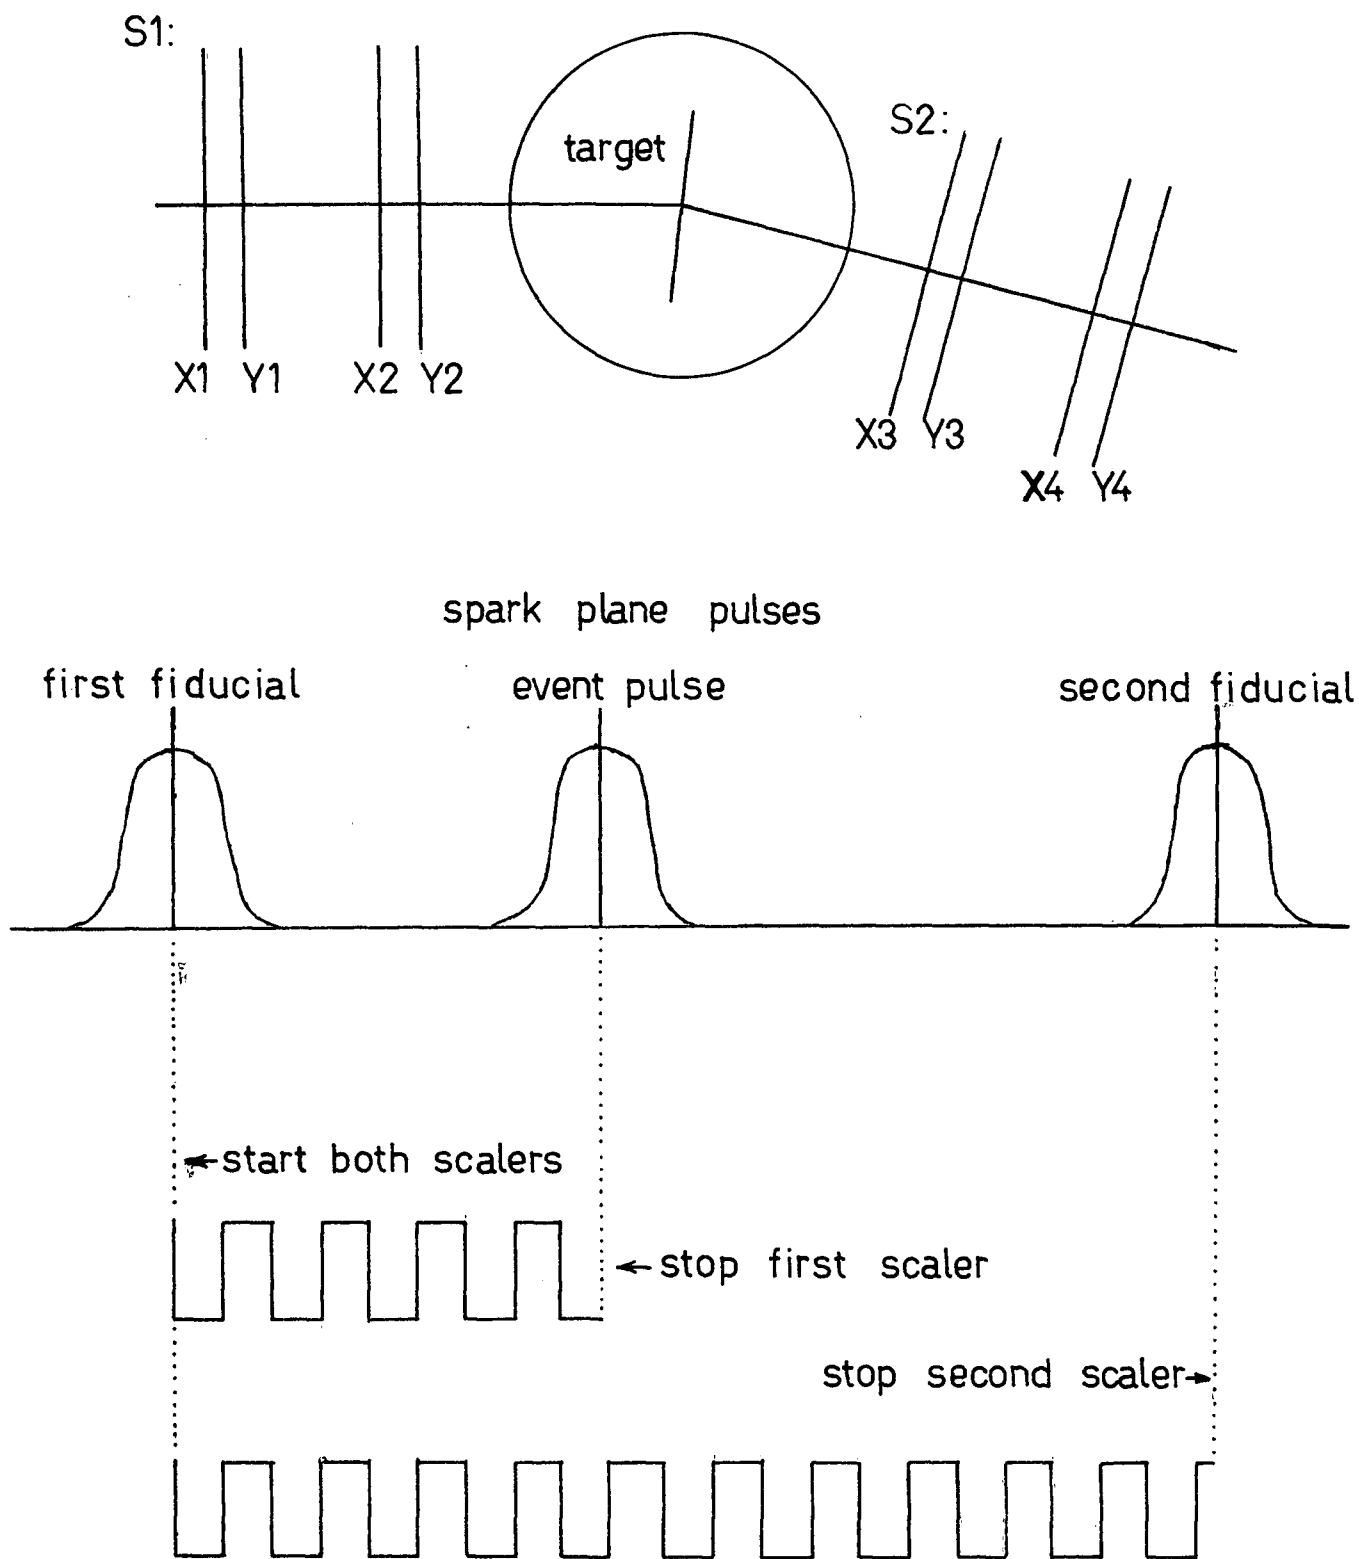 S1:
target
S2:
X1 Y1 X2 Y2
X3 Y3
X4 Y4
spark plane pulses
first fiducial event pulse second fiducial
start both scalers
stop first scaler
stop second scaler